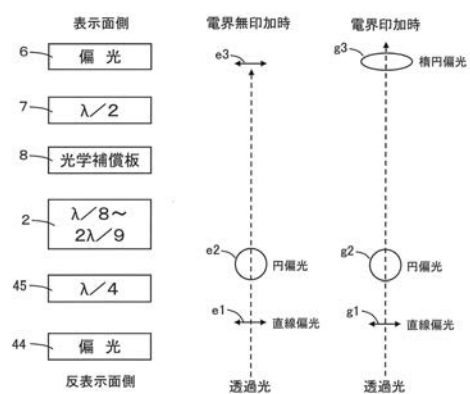 表示面側
電界無印加時
電界印加時
6
偏光
e3
g3
楕円偏光
7
λ/2
8
光学補償板
2
λ/8～
2λ/9
e2
円偏光
g2
円偏光
45
λ/4
e1
直線偏光
g1
直線偏光
44
偏光
反表示面側
透過光
透過光